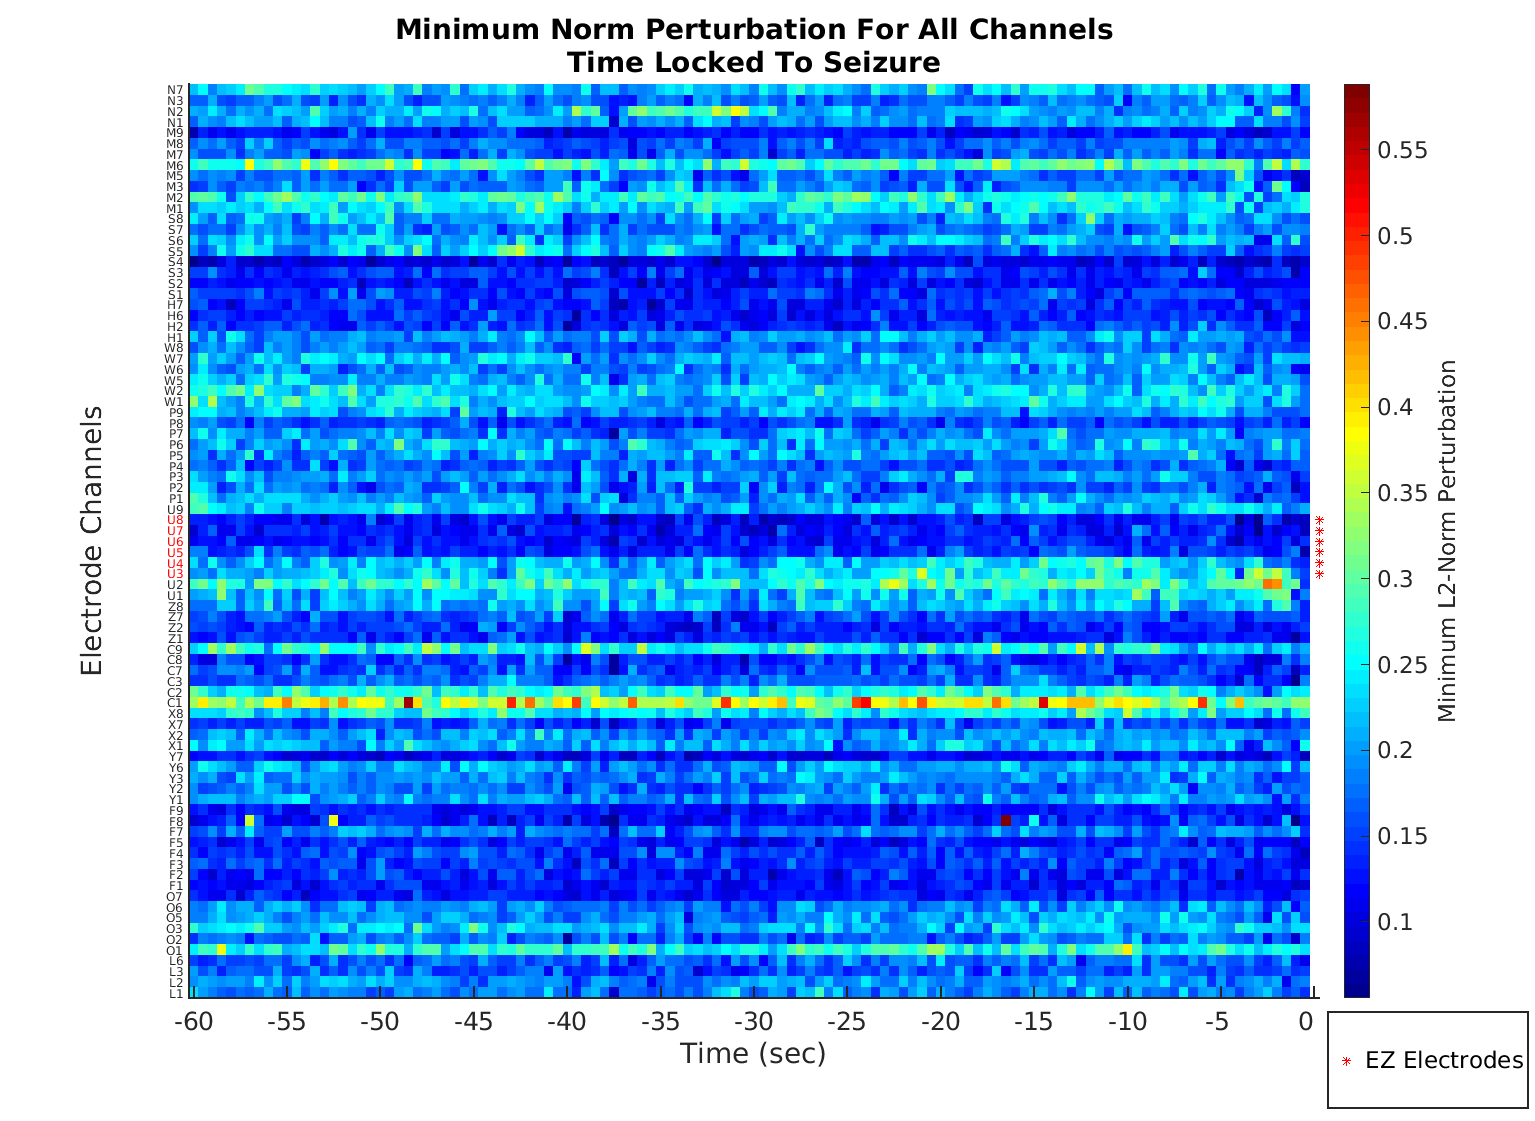 Minimum Norm Perturbation For All Channels
Time Locked To Seizure
Electrode Channels
N7
N3
N2
N1
M9
M8
M7
M6
M5
M3
M2
M1
S8
S7
S6
S5
S4
S3
S2
S1
H7
H6
H2
H1
W8
W7
W6
W5
W2
W1
P9
P8
P7
P6
P5
P4
P3
P2
P1
U9
U8
U7
U6
U5
U4
U3
U2
U1
Z8
Z7
Z2
Z1
C9
C8
C7
C3
C2
C1
X8
X7
X2
X1
Y7
Y6
Y3
Y2
Y1
F9
F8
F7
F5
F4
F3
F2
F1
O7
O6
O5
O3
O2
O1
L6
L3
L2
L1
-60 -55 -50 -45 -40 -35 -30 -25 -20 -15 -10 -5 0
Time (sec)
0.55
0.5
0.45
0.4
0.35
0.3
0.25
0.2
0.15
0.1
Minimum L2-Norm Perturbation
EZ Electrodes